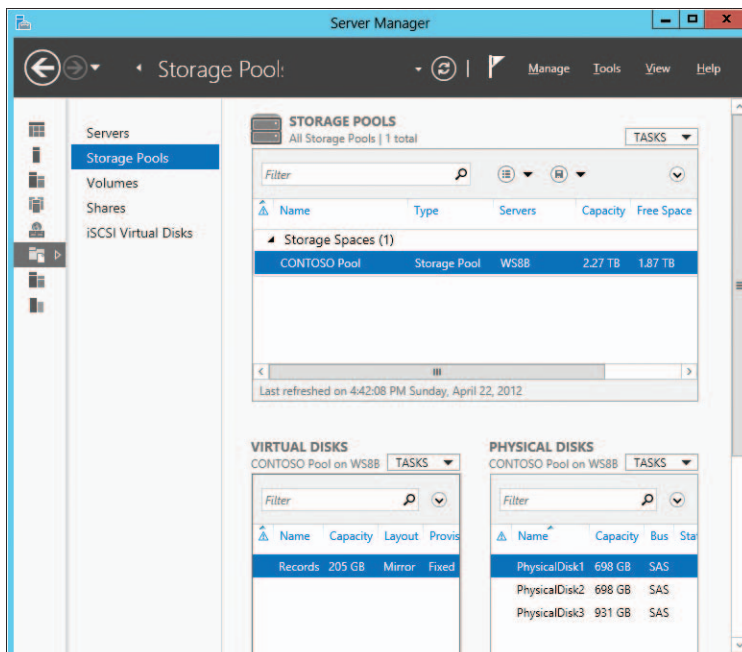 Server Manager
Storage Pools
Manage Tools View Help
Servers
Storage Pools
Volumes
Shares
iSCSI Virtual Disks
STORAGE POOLS
All Storage Pools | 1 total
TASKS
Filter
Name Type Servers Capacity Free Space
Storage Spaces (1)
CONTOSO Pool Storage Pool WS8B 2.27 TB 1.87 TB
Last refreshed on 4:42:08 PM Sunday, April 22, 2012
VIRTUAL DISKS
CONTOSO Pool on WS8B TASKS
Filter
Name Capacity Layout Provis
Records 205 GB Mirror Fixed
PHYSICAL DISKS
CONTOSO Pool on WS8B TASKS
Filter
Name Capacity Bus Sta
PhysicalDisk1 698 GB SAS
PhysicalDisk2 698 GB SAS
PhysicalDisk3 931 GB SAS